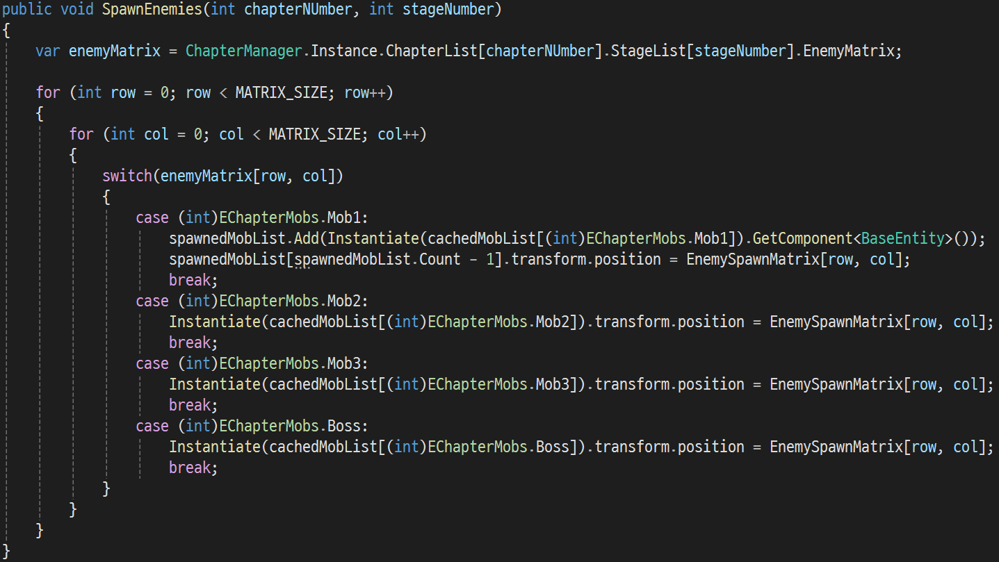 public void SpawnEnemies(int chapterNUmber, int stageNumber)
{
    var enemyMatrix = ChapterManager.Instance.ChapterList[chapterNUmber].StageList[stageNumber].EnemyMatrix;

    for (int row = 0; row < MATRIX_SIZE; row++)
    {
        for (int col = 0; col < MATRIX_SIZE; col++)
        {
            switch(enemyMatrix[row, col])
            {
                case (int)EChapterMobs.Mob1:
                    spawnedMobList.Add(Instantiate(cachedMobList[(int)EChapterMobs.Mob1]).GetComponent<BaseEntity>());
                    spawnedMobList[spawnedMobList.Count - 1].transform.position = EnemySpawnMatrix[row, col];
                    break;
                case (int)EChapterMobs.Mob2:
                    Instantiate(cachedMobList[(int)EChapterMobs.Mob2]).transform.position = EnemySpawnMatrix[row, col];
                    break;
                case (int)EChapterMobs.Mob3:
                    Instantiate(cachedMobList[(int)EChapterMobs.Mob3]).transform.position = EnemySpawnMatrix[row, col];
                    break;
                case (int)EChapterMobs.Boss:
                    Instantiate(cachedMobList[(int)EChapterMobs.Boss]).transform.position = EnemySpawnMatrix[row, col];
                    break;
            }
        }
    }
}